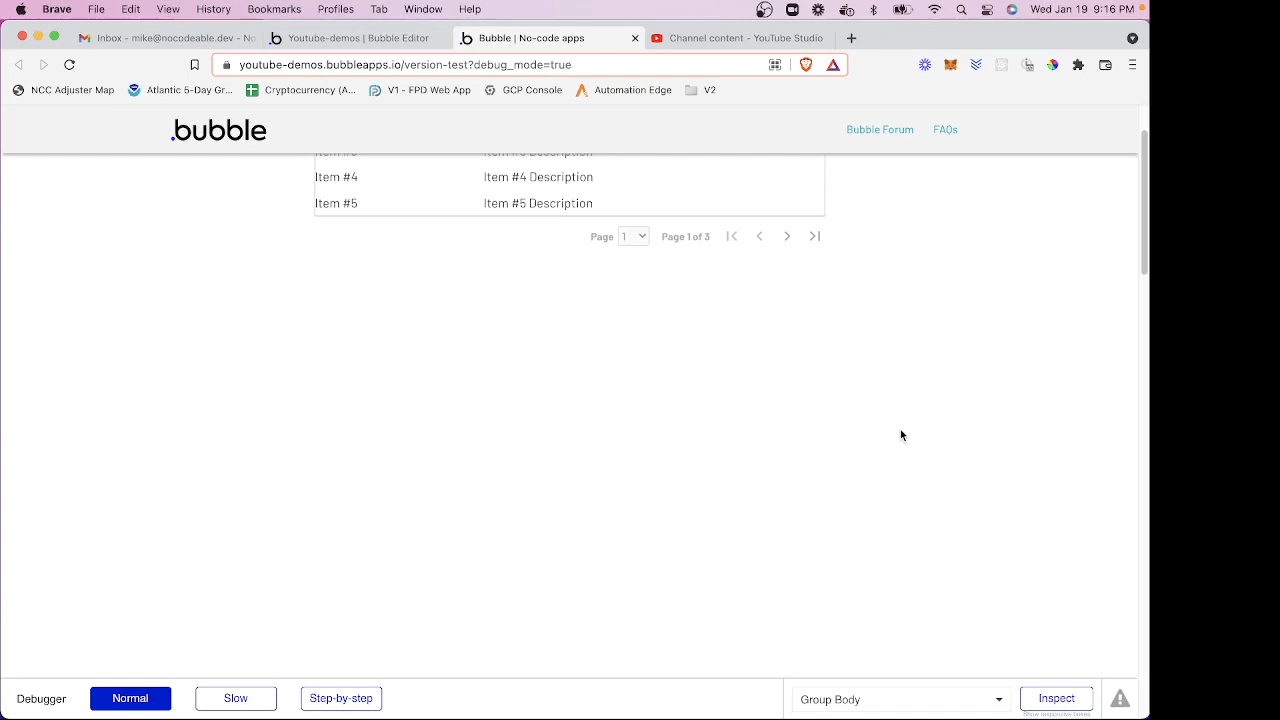 Brave File Edit View History Bookmarks Profiles Tab Window Help Wed Jan 19 9:16 PM
Inbox - mike@nocodeable.dev - No Youtube-demos | Bubble Editor Bubble | No-code apps Channel content - YouTube Studio
youtube-demos.bubbleapps.io/version-test?debug_mode=true
NCC Adjuster Map Atlantic 5-Day Gr... Cryptocurrency (A... V1 - FPD Web App GCP Console Automation Edge V2
.bubble Bubble Forum FAQs
Item #4 Item #4 Description
Item #5 Item #5 Description
Page 1 Page 1 of 3
Debugger Normal Slow Step-by-step Group Body Inspect
Show responsive boxes